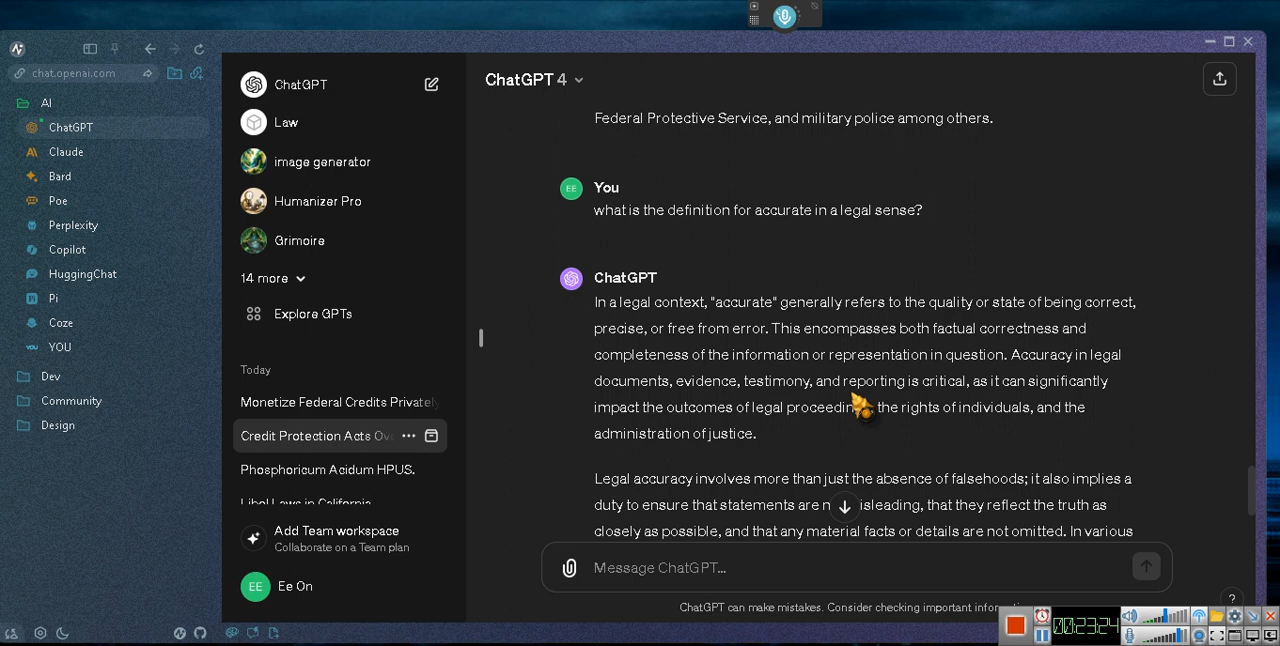 chat.openai.com
AI
ChatGPT
Claude
Bard
Poe
Perplexity
Copilot
HuggingChat
Pi
Coze
YOU
Dev
Community
Design
ChatGPT
Law
image generator
Humanizer Pro
Grimoire
14 more
Explore GPTs
Today
Monetize Federal Credits Privately
Credit Protection Acts Ov
Phosphoricum Acidum HPUS.
Libel Laws in California
Add Team workspace
Collaborate on a Team plan
EE
Ee On
ChatGPT 4
Federal Protective Service, and military police among others.
EE
You
what is the definition for accurate in a legal sense?
ChatGPT
In a legal context, "accurate" generally refers to the quality or state of being correct,
precise, or free from error. This encompasses both factual correctness and
completeness of the information or representation in question. Accuracy in legal
documents, evidence, testimony, and reporting is critical, as it can significantly
impact the outcomes of legal proceedin the rights of individuals, and the
administration of justice.
Legal accuracy involves more than just the absence of falsehoods; it also implies a
duty to ensure that statements are n isleading, that they reflect the truth as
closely as possible, and that any material facts or details are not omitted. In various
Message ChatGPT...
ChatGPT can make mistakes. Consider checking important infor
?
00:23:24